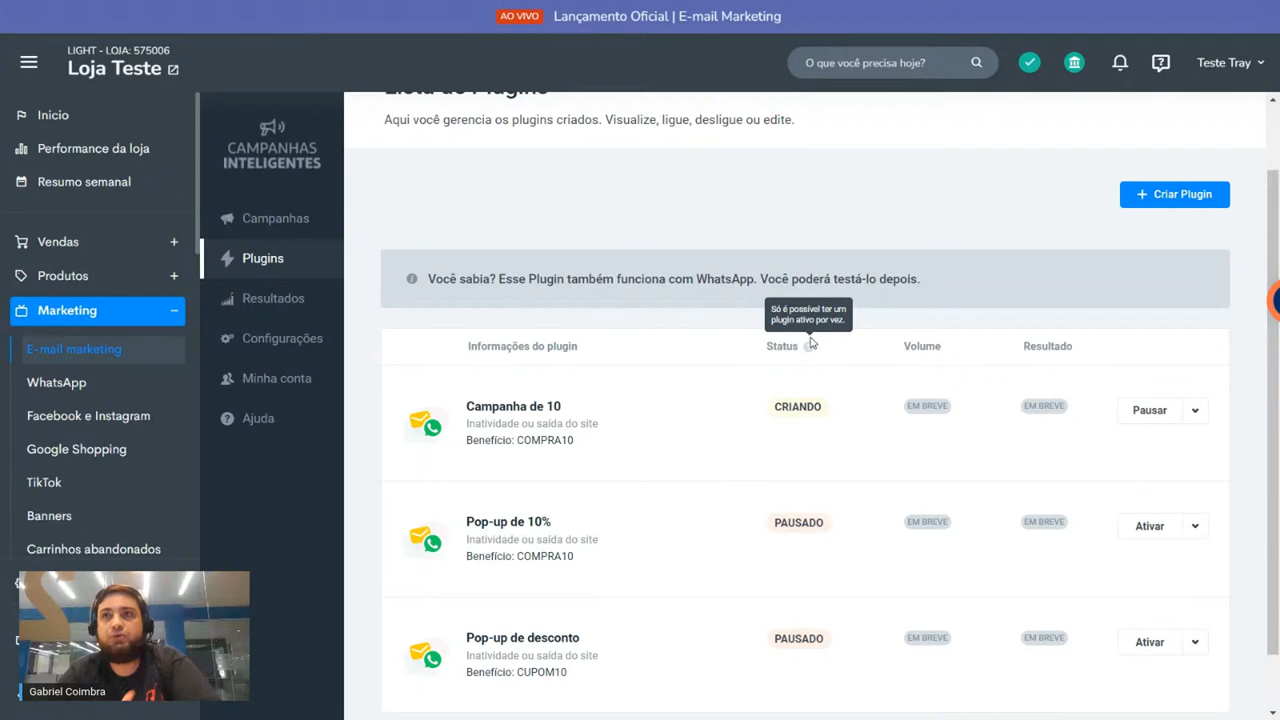 AO VIVO Lançamento Oficial | E-mail Marketing
LIGHT - LOJA: 575006
Loja Teste
O que você precisa hoje?
Teste Tray
Inicio
Performance da loja
Resumo semanal
Vendas
Produtos
Marketing
E-mail marketing
WhatsApp
Facebook e Instagram
Google Shopping
TikTok
Banners
Carrinhos abandonados
Gabriel Coimbra
CAMPANHAS
INTELIGENTES
Campanhas
Plugins
Resultados
Configurações
Minha conta
Ajuda
Lista de Plugins
Aqui você gerencia os plugins criados. Visualize, ligue, desligue ou edite.
+ Criar Plugin
Você sabia? Esse Plugin também funciona com WhatsApp. Você poderá testá-lo depois.
Só é possível ter um
plugin ativo por vez.
Informações do plugin Status Volume Resultado
Campanha de 10 CRIANDO EM BREVE EM BREVE Pausar
Inatividade ou saída do site
Benefício: COMPRA10
Pop-up de 10% PAUSADO EM BREVE EM BREVE Ativar
Inatividade ou saída do site
Benefício: COMPRA10
Pop-up de desconto PAUSADO EM BREVE EM BREVE Ativar
Inatividade ou saída do site
Benefício: CUPOM10